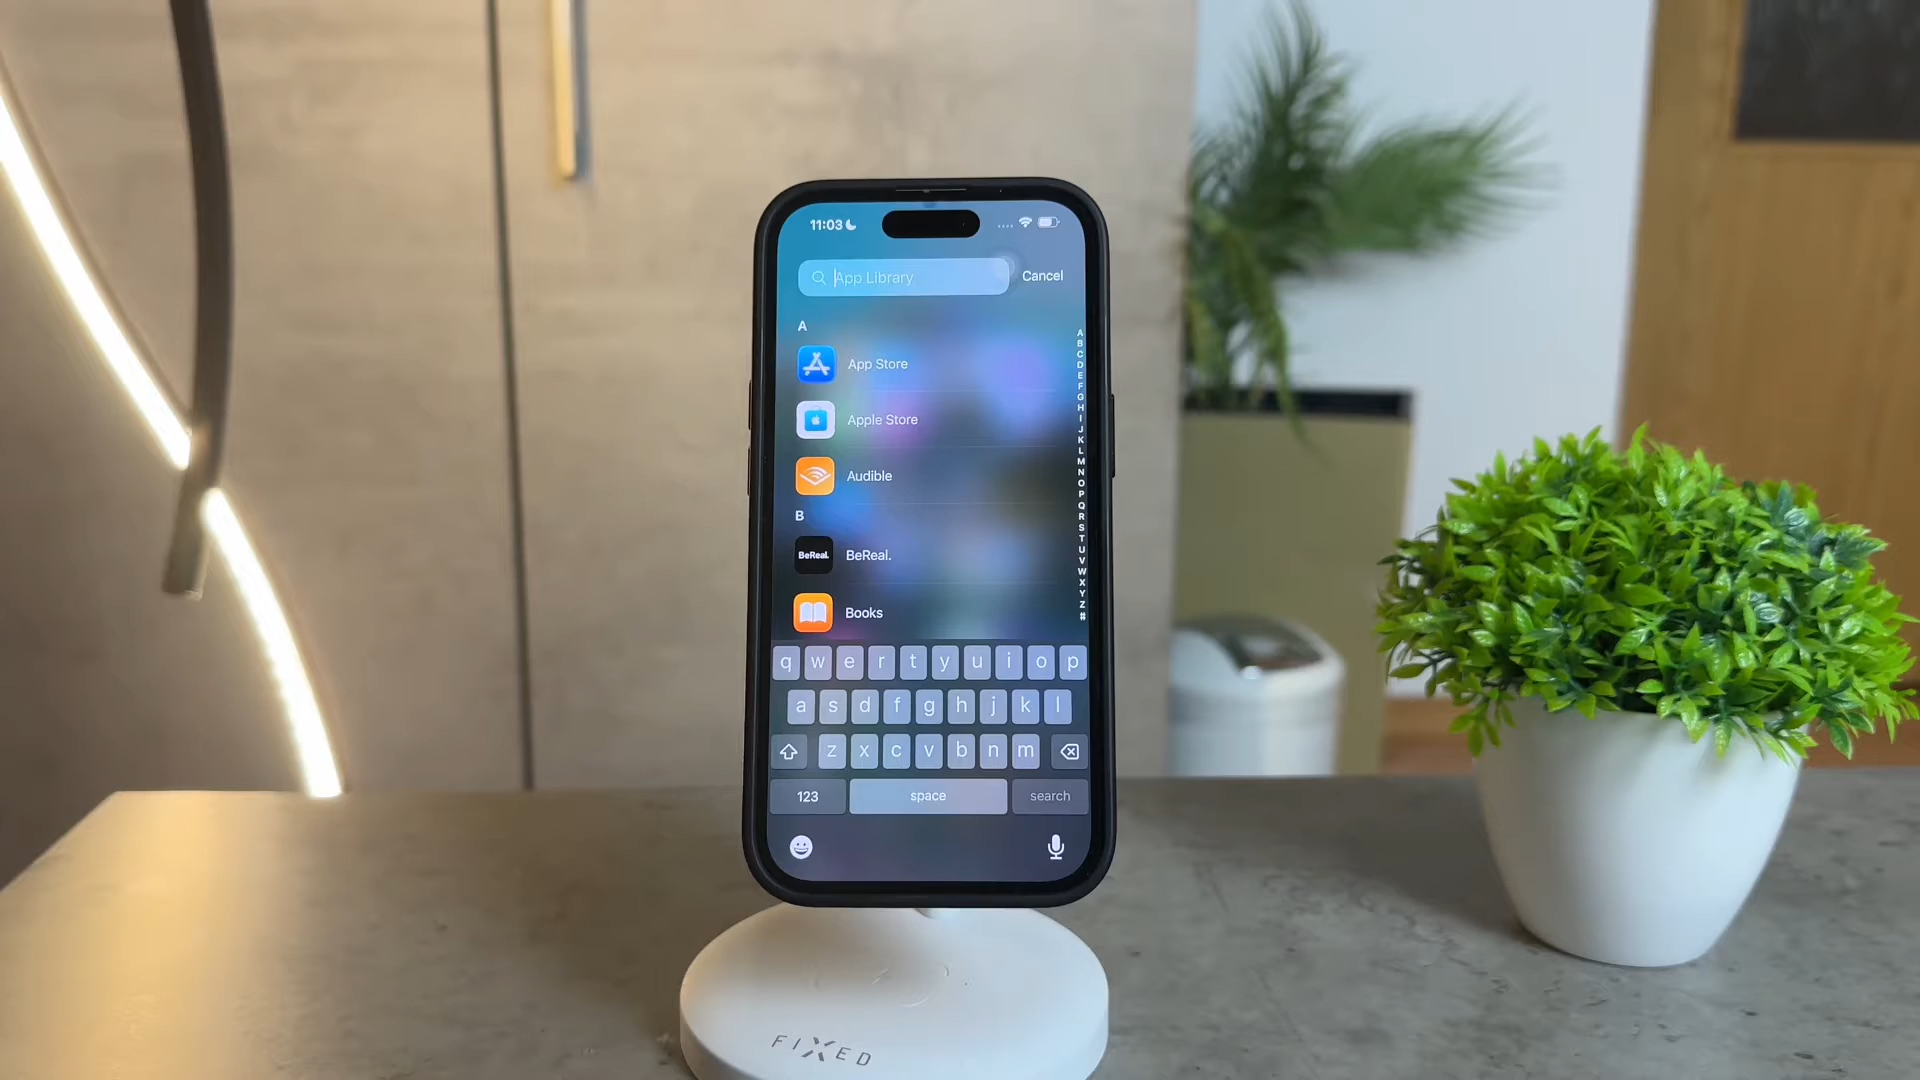 11:03
App Library
Cancel
A
App Store
Apple Store
Audible
B
BeReal.
BeReal.
Books
A
B
C
D
E
F
G
H
I
J
K
L
M
N
O
P
Q
R
S
T
U
V
W
X
Y
Z
#
q w e r t y u i o p
a s d f g h j k l
z x c v b n m
123 space search
FIXED